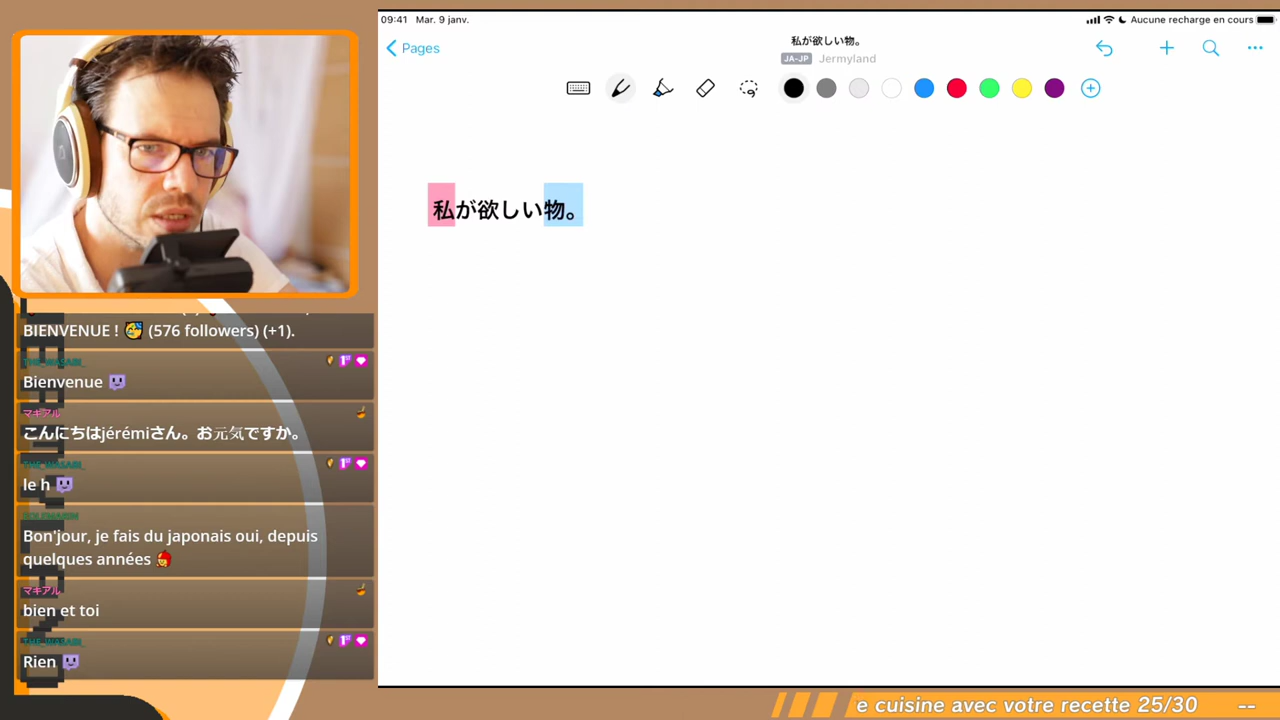 09:41 Mar. 9 janv.
Aucune recharge en cours
Pages
私が欲しい物。
JA-JP Jermyland
私が欲しい物。
BIENVENUE ! (576 followers) (+1).
THE_WASABI_
Bienvenue
マキアル
こんにちはjérémiさん。お元気ですか。
THE_WASABI_
le h
Bon'jour, je fais du japonais oui, depuis
quelques années
マキアル
bien et toi
THE_WASABI_
Rien
e cuisine avec votre recette 25/30 --